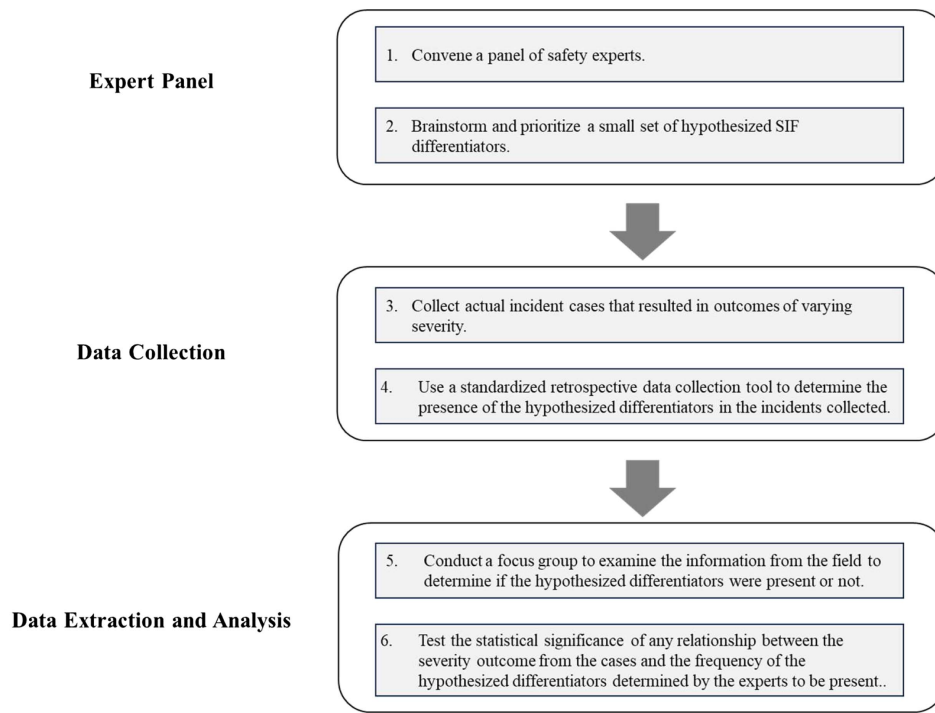 Expert Panel
1. Convene a panel of safety experts.
2. Brainstorm and prioritize a small set of hypothesized SIF
differentiators.
Data Collection
3. Collect actual incident cases that resulted in outcomes of varying
severity.
4. Use a standardized retrospective data collection tool to determine the
presence of the hypothesized differentiators in the incidents collected.
Data Extraction and Analysis
5. Conduct a focus group to examine the information from the field to
determine if the hypothesized differentiators were present or not.
6. Test the statistical significance of any relationship between the
severity outcome from the cases and the frequency of the
hypothesized differentiators determined by the experts to be present..